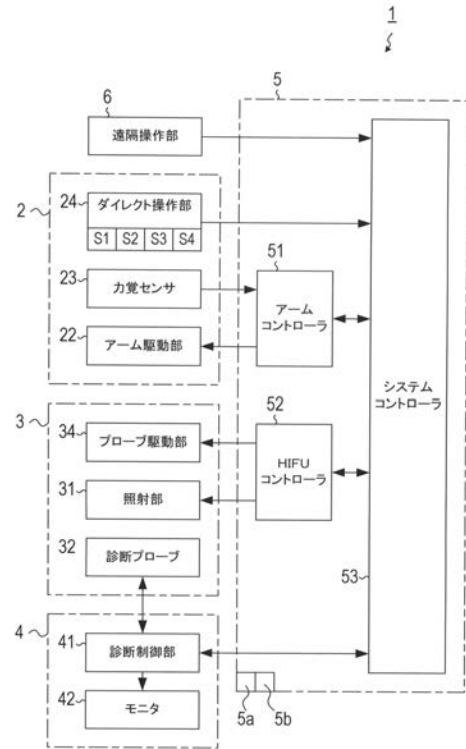 1
5
6
遠隔操作部
2
24
ダイレクト操作部
S1 S2 S3 S4
23
力覚センサ
22
アーム駆動部
51
アーム
コントローラ
システム
コントローラ
53
3
34
プローブ駆動部
52
HIFU
コントローラ
31
照射部
32
診断プローブ
4
41
診断制御部
42
モニタ
5a 5b